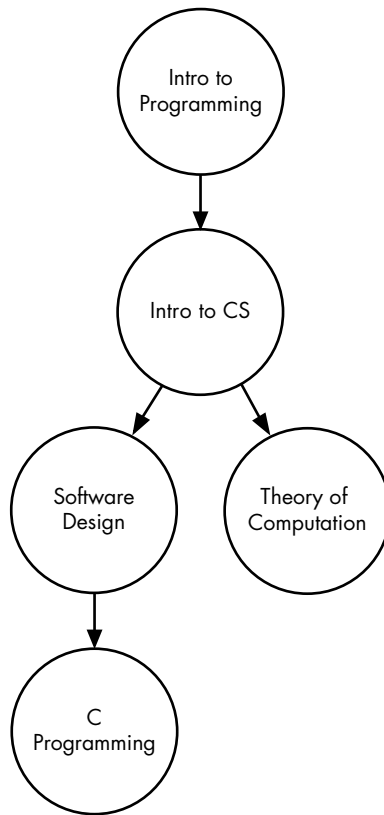 Intro to
Programming
Intro to CS
Software
Design
Theory of
Computation
C
Programming